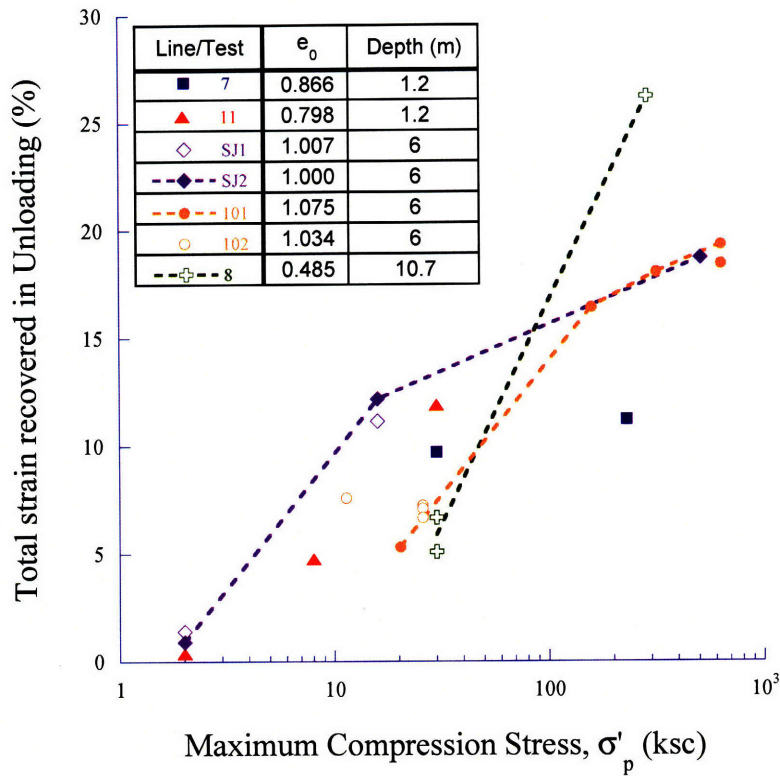 Line/Test e0 Depth (m)
7 0.866 1.2
11 0.798 1.2
SJ1 1.007 6
SJ2 1.000 6
101 1.075 6
102 1.034 6
8 0.485 10.7
Total strain recovered in Unloading (%)
30
25
20
15
10
5
0
1 10 100 10³
Maximum Compression Stress, σ'p (ksc)